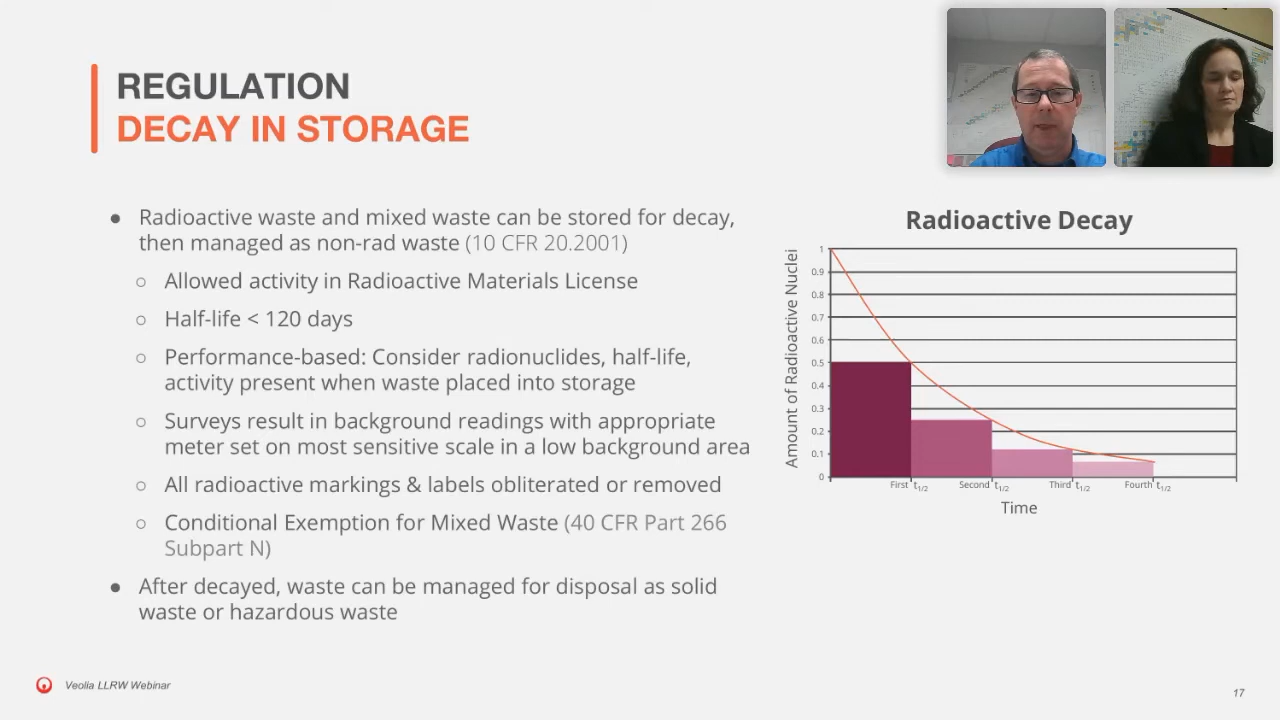 REGULATION
DECAY IN STORAGE
● Radioactive waste and mixed waste can be stored for decay,
then managed as non-rad waste (10 CFR 20.2001)
○ Allowed activity in Radioactive Materials License
○ Half-life < 120 days
○ Performance-based: Consider radionuclides, half-life,
activity present when waste placed into storage
○ Surveys result in background readings with appropriate
meter set on most sensitive scale in a low background area
○ All radioactive markings & labels obliterated or removed
○ Conditional Exemption for Mixed Waste (40 CFR Part 266
Subpart N)
● After decayed, waste can be managed for disposal as solid
waste or hazardous waste
Radioactive Decay
Amount of Radioactive Nuclei
1
0.9
0.8
0.7
0.6
0.5
0.4
0.3
0.2
0.1
0
First t1/2 Second t1/2 Third t1/2 Fourth t1/2
Time
Veolia LLRW Webinar
17